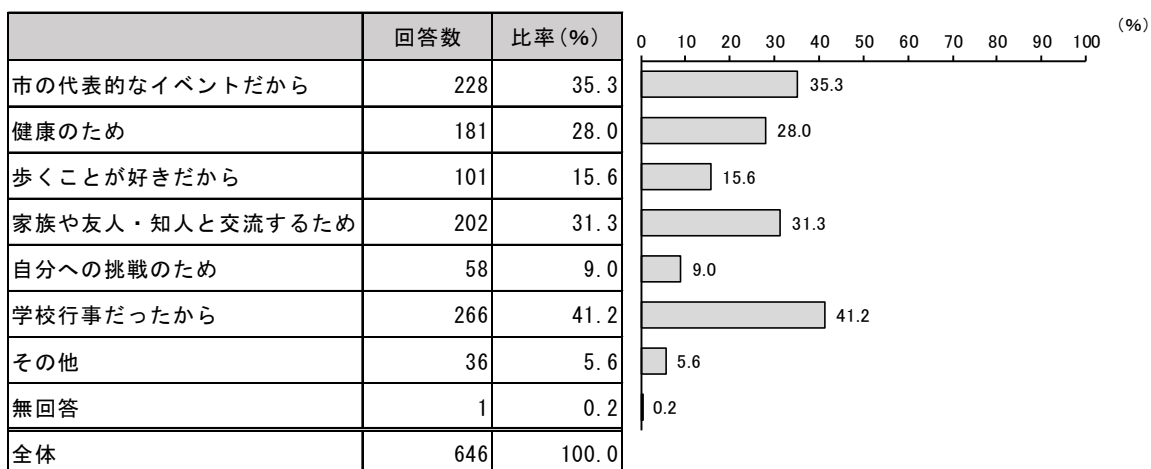 回答数 比率(%)
市の代表的なイベントだから 228 35.3
健康のため 181 28.0
歩くことが好きだから 101 15.6
家族や友人・知人と交流するため 202 31.3
自分への挑戦のため 58 9.0
学校行事だったから 266 41.2
その他 36 5.6
無回答 1 0.2
全体 646 100.0
(%)
0 10 20 30 40 50 60 70 80 90 100
35.3
28.0
15.6
31.3
9.0
41.2
5.6
0.2